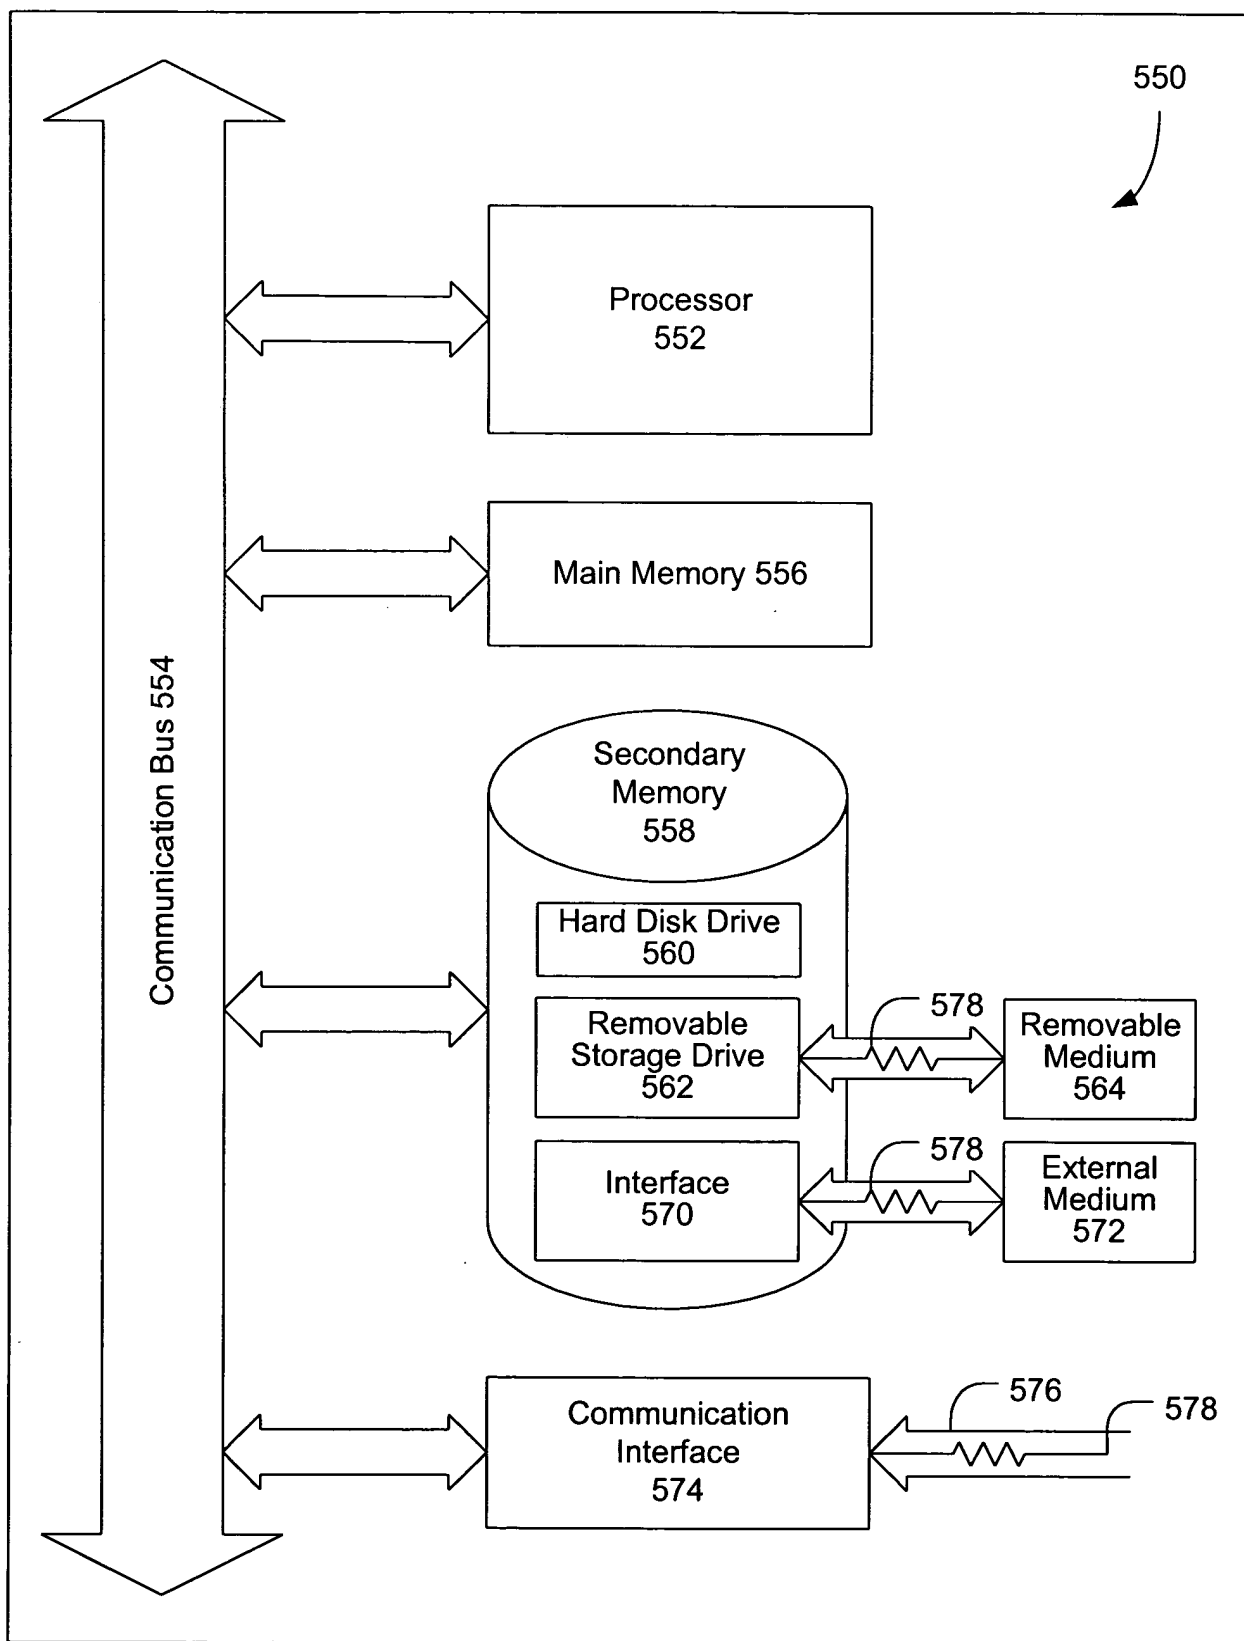 550
Processor
552
Main Memory 556
Communication Bus 554
Secondary
Memory
558
Hard Disk Drive
560
Removable
Storage Drive
562
578
Removable
Medium
564
Interface
570
578
External
Medium
572
Communication
Interface
574
576
578